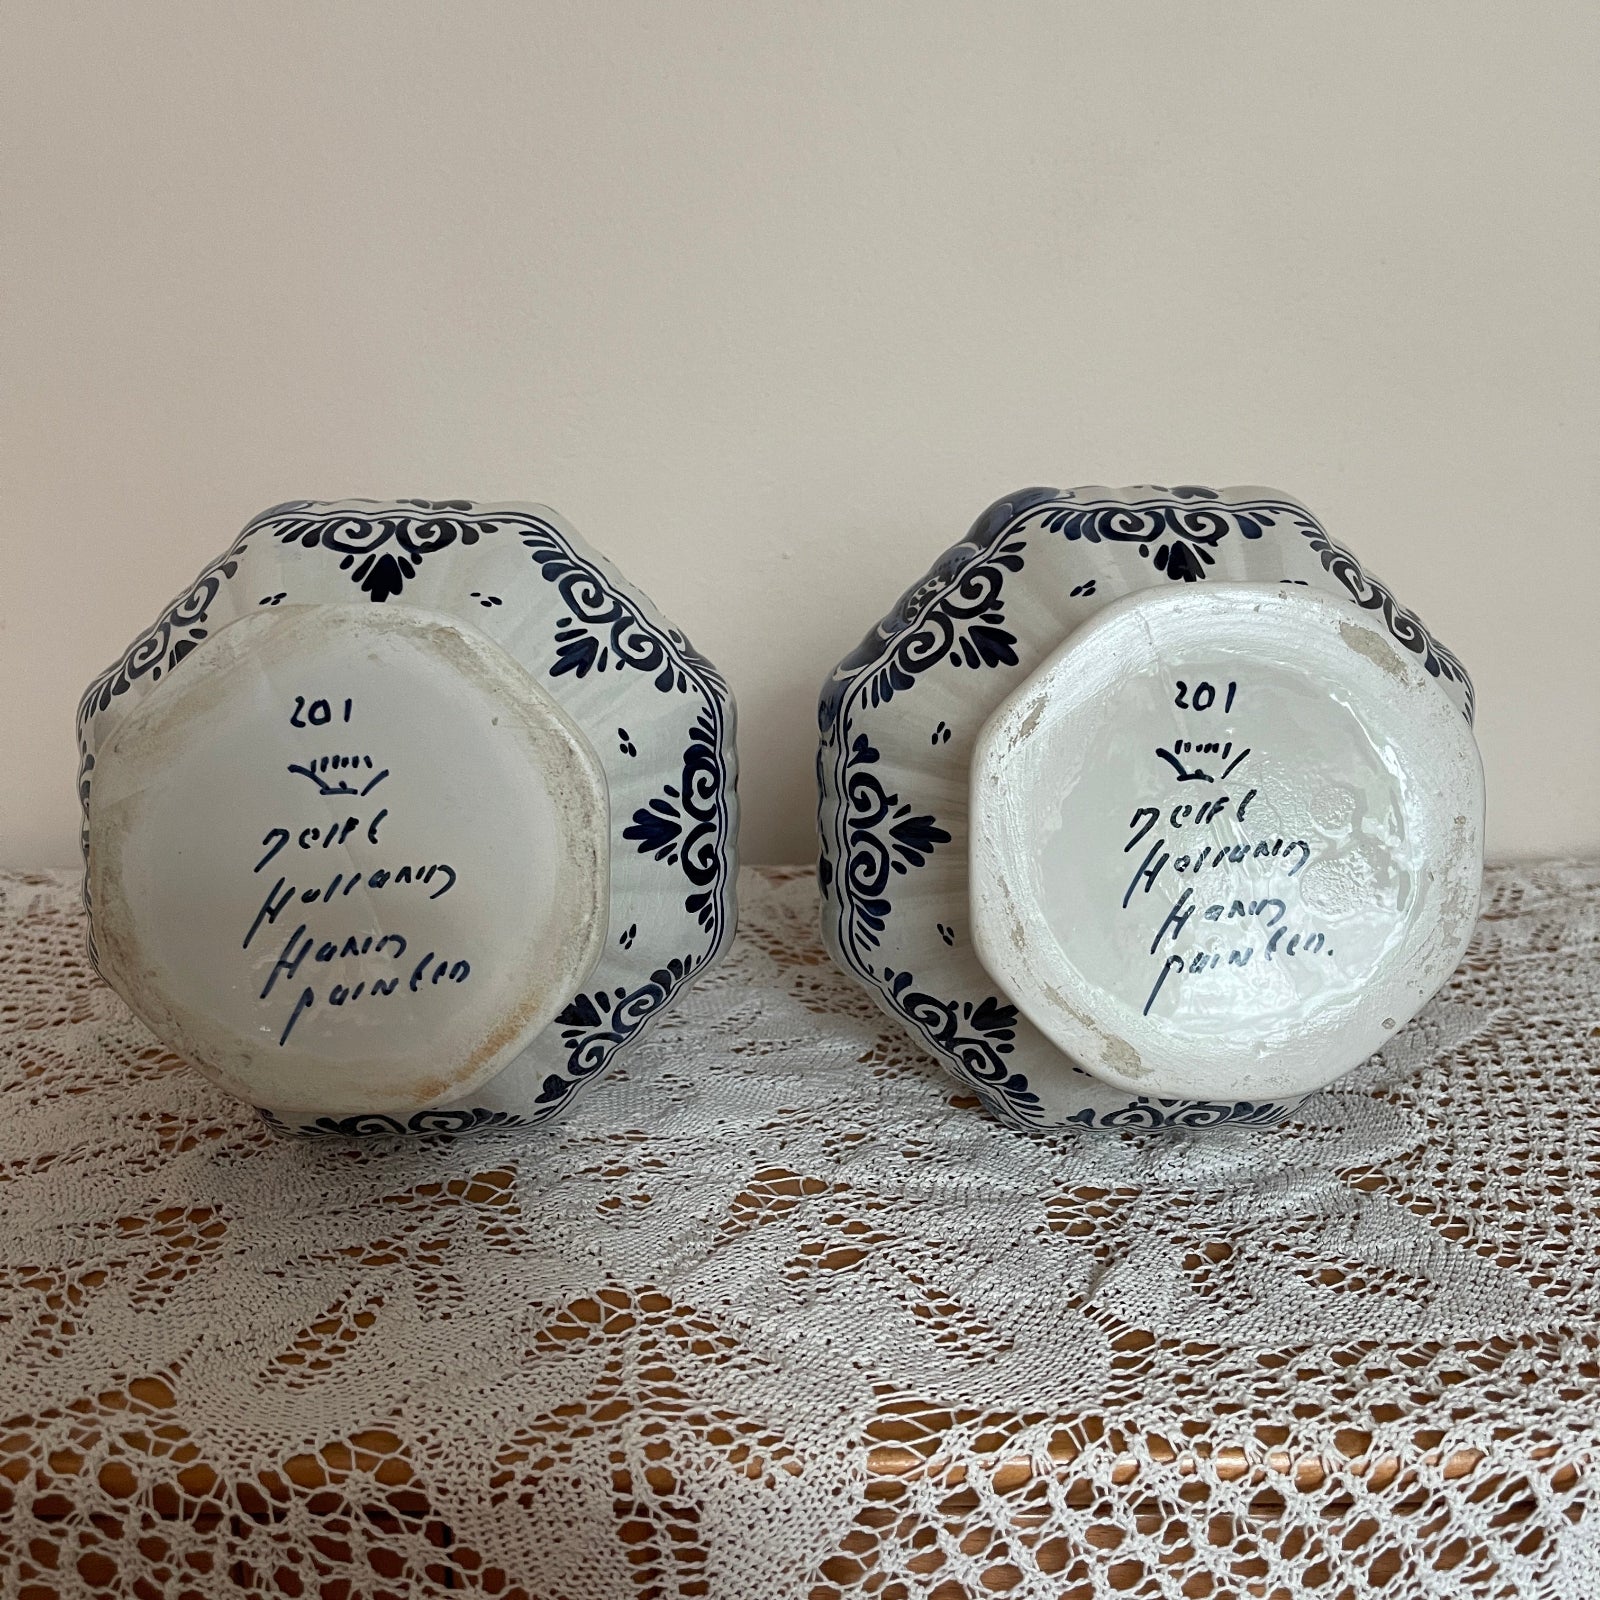 201
Delft
Holland
Hand
painted
201
Delft
Holland
Hand
painted.